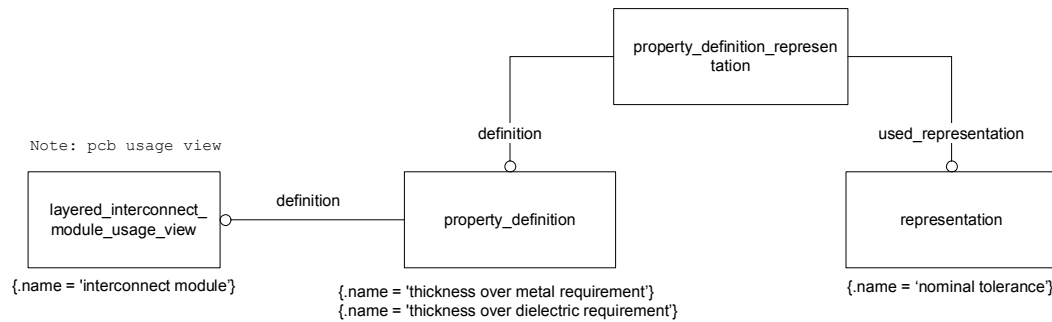 property_definition_represen
tation
definition
used_representation
Note: pcb usage view
layered_interconnect_
module_usage_view
definition
property_definition
representation
{.name = 'interconnect module’}
{.name = 'thickness over metal requirement’}
{.name = 'thickness over dielectric requirement’}
{.name = ‘nominal tolerance’}